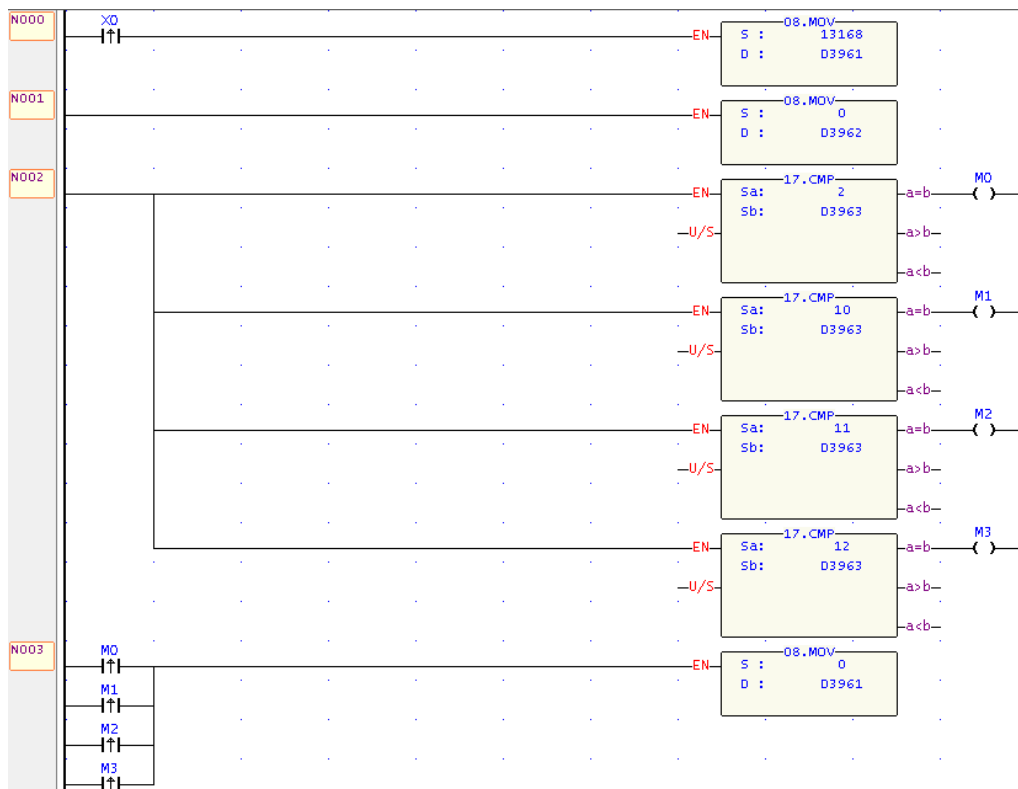 N000
X0
08.MOV
EN S : 13168
D : D3961
N001
08.MOV
EN S : 0
D : D3962
N002
17.CMP
EN Sa: 2 a=b M0
Sb: D3963
U/S a>b
a<b
17.CMP
EN Sa: 10 a=b M1
Sb: D3963
U/S a>b
a<b
17.CMP
EN Sa: 11 a=b M2
Sb: D3963
U/S a>b
a<b
17.CMP
EN Sa: 12 a=b M3
Sb: D3963
U/S a>b
a<b
N003
M0
08.MOV
EN S : 0
D : D3961
M1
M2
M3